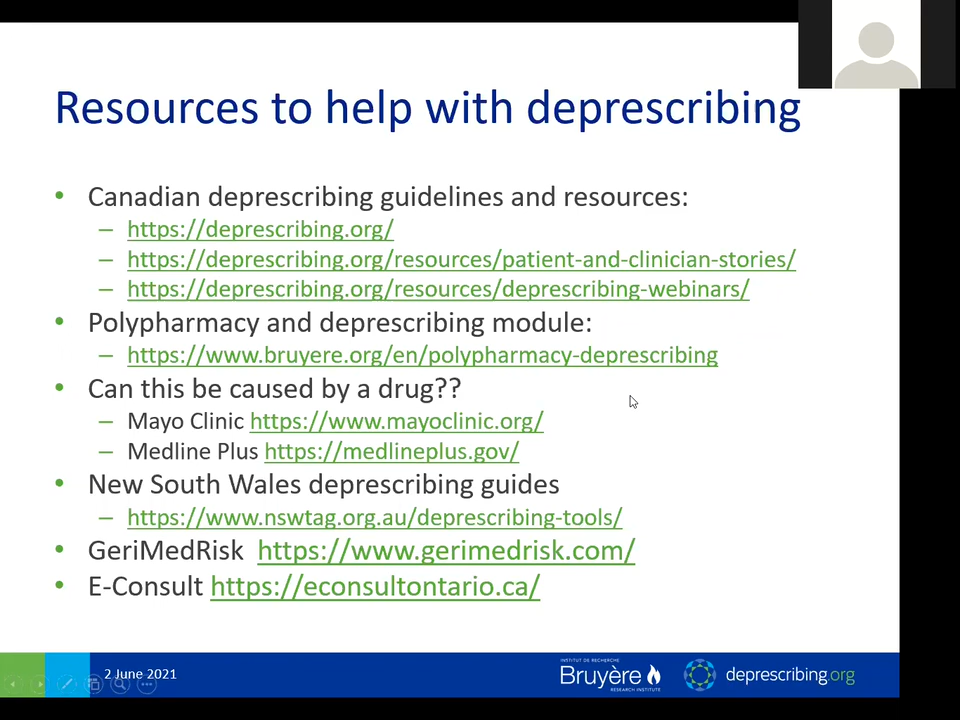 Resources to help with deprescribing
• Canadian deprescribing guidelines and resources:
– https://deprescribing.org/
– https://deprescribing.org/resources/patient-and-clinician-stories/
– https://deprescribing.org/resources/deprescribing-webinars/
• Polypharmacy and deprescribing module:
– https://www.bruyere.org/en/polypharmacy-deprescribing
• Can this be caused by a drug??
– Mayo Clinic https://www.mayoclinic.org/
– Medline Plus https://medlineplus.gov/
• New South Wales deprescribing guides
– https://www.nswtag.org.au/deprescribing-tools/
• GeriMedRisk https://www.gerimedrisk.com/
• E-Consult https://econsultontario.ca/
2 June 2021
INSTITUT DE RECHERCHE
Bruyère
RESEARCH INSTITUTE
deprescribing.org